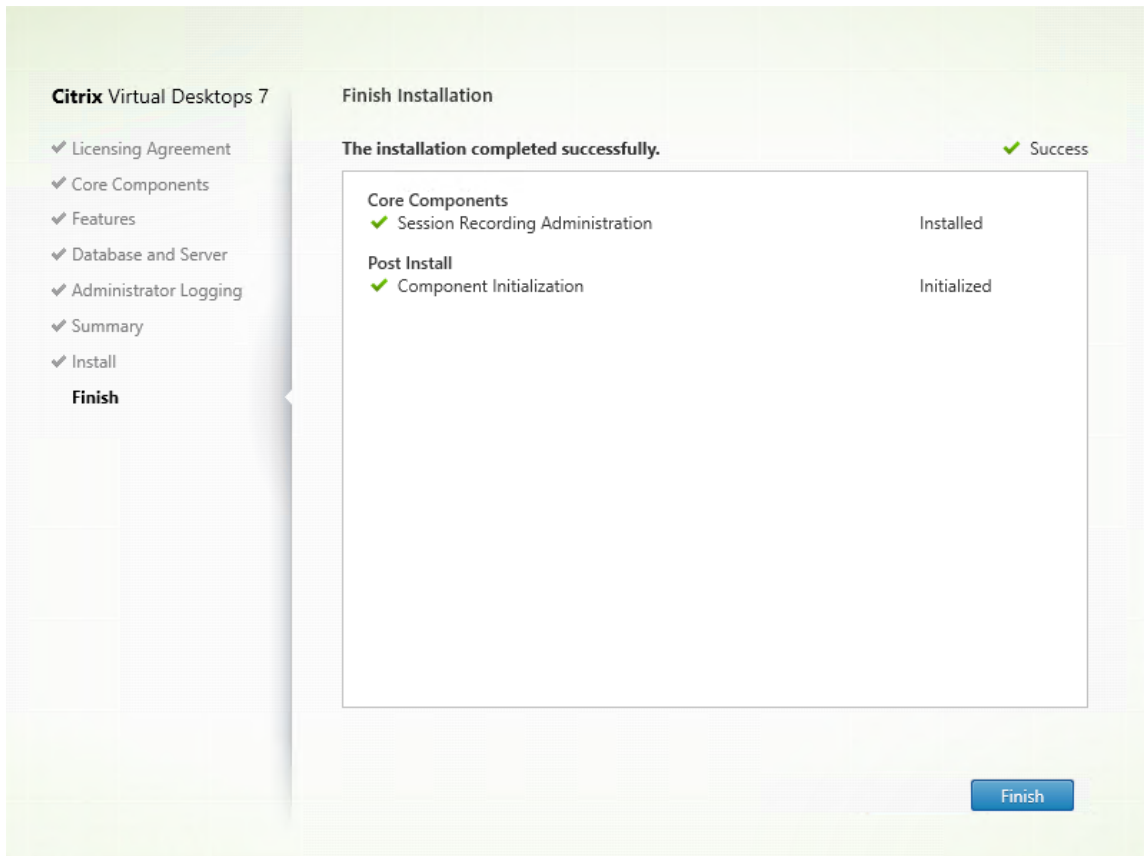 Citrix Virtual Desktops 7
Licensing Agreement
Core Components
Features
Database and Server
Administrator Logging
Summary
Install
Finish
Finish Installation
The installation completed successfully.
Success
Core Components
Session Recording Administration Installed
Post Install
Component Initialization Initialized
Finish